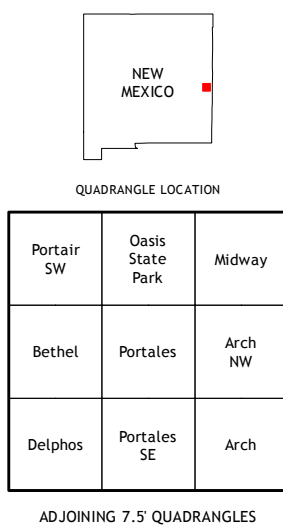 NEW
MEXICO
QUADRANGLE LOCATION
Portair
SW
Oasis
State
Park
Midway
Bethel
Portales
Arch
NW
Delphos
Portales
SE
Arch
ADJOINING 7.5' QUADRANGLES